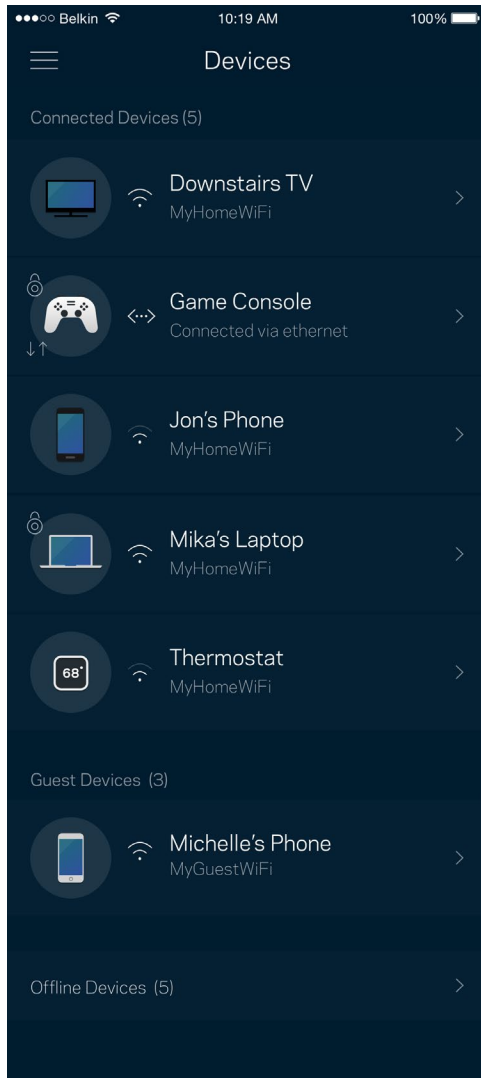 Belkin 10:19 AM 100%
Devices
Connected Devices (5)
Downstairs TV
MyHomeWiFi
Game Console
Connected via ethernet
Jon's Phone
MyHomeWiFi
Mika's Laptop
MyHomeWiFi
68°
Thermostat
MyHomeWiFi
Guest Devices (3)
Michelle's Phone
MyGuestWiFi
Offline Devices (5)